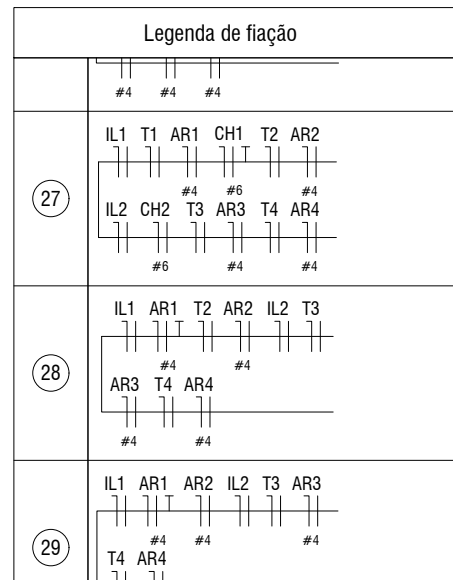 Legenda de fiação
#4 #4 #4
27
IL1 T1 AR1 CH1 T2 AR2
#4 #6 #4
IL2 CH2 T3 AR3 T4 AR4
#6 #4 #4
28
IL1 AR1 T2 AR2 IL2 T3
#4 #4
AR3 T4 AR4
#4 #4
29
IL1 AR1 AR2 IL2 T3 AR3
#4 #4 #4
T4 AR4